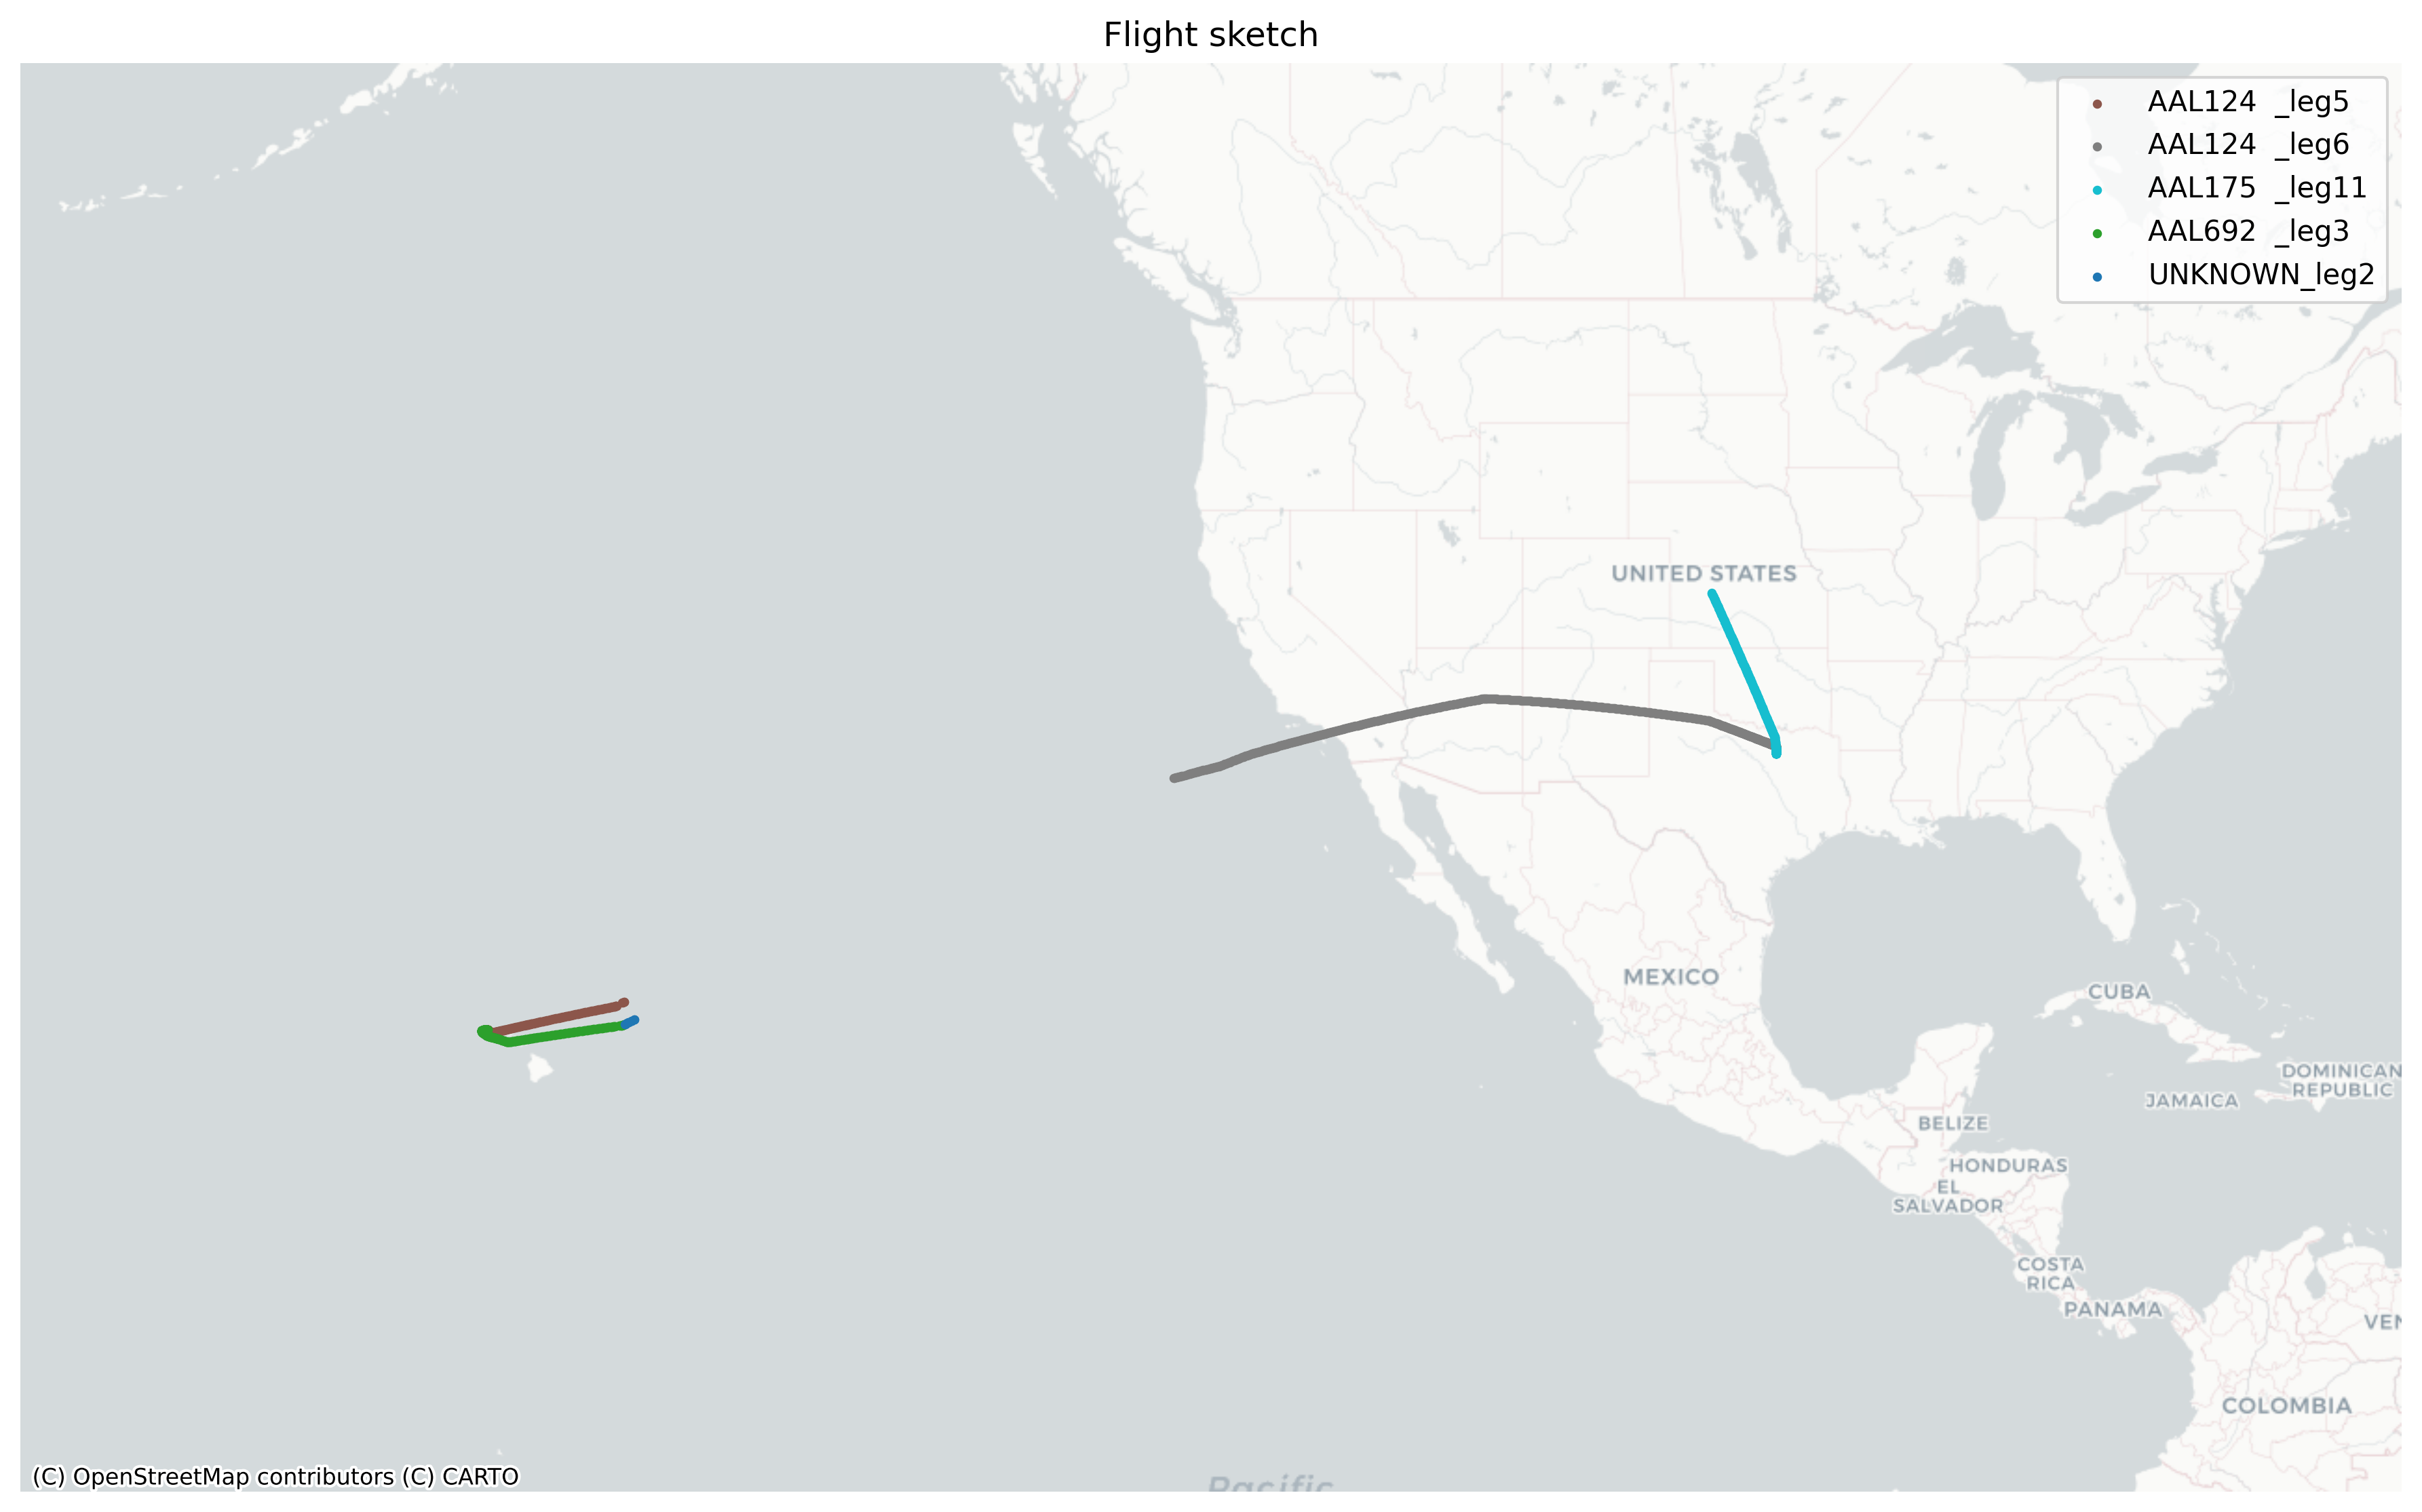 Flight sketch
AAL124  _leg5
AAL124  _leg6
AAL175  _leg11
AAL692  _leg3
UNKNOWN_leg2
UNITED STATES
MEXICO
CUBA
DOMINICAN
REPUBLIC
JAMAICA
BELIZE
HONDURAS
EL
SALVADOR
COSTA
RICA
PANAMA
VEN
COLOMBIA
Pacific
(C) OpenStreetMap contributors (C) CARTO